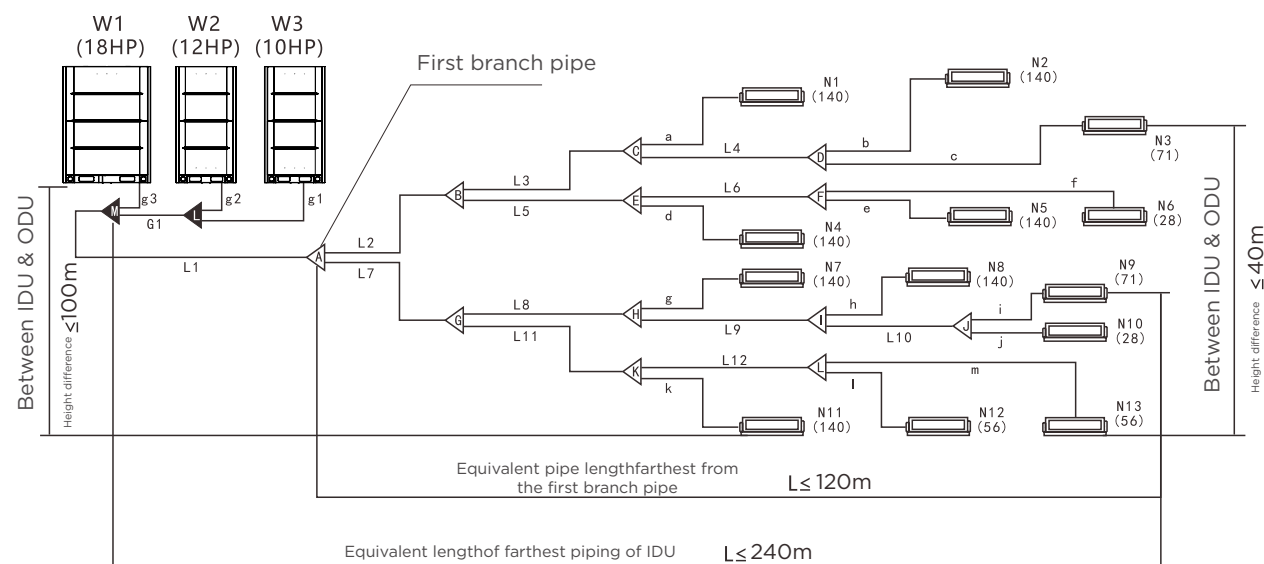 W1
(18HP)
W2
(12HP)
W3
(10HP)
First branch pipe
N1
(140)
N2
(140)
N3
(71)
N4
(140)
N5
(140)
N6
(28)
N7
(140)
N8
(140)
N9
(71)
N10
(28)
N11
(140)
N12
(56)
N13
(56)
g3
g2
g1
G1
M
L
L1
A
L2
L7
B
L3
L5
C
a
L4
D
b
c
E
L6
d
F
f
e
G
L8
L11
H
g
L9
I
h
L10
J
i
j
K
L12
k
L
m
l
Between IDU & ODU
Height difference ≤100m
Between IDU & ODU
Height difference ≤40m
Equivalent pipe lengthfarthest from
the first branch pipe
L≤120m
Equivalent lengthof farthest piping of IDU
L≤240m